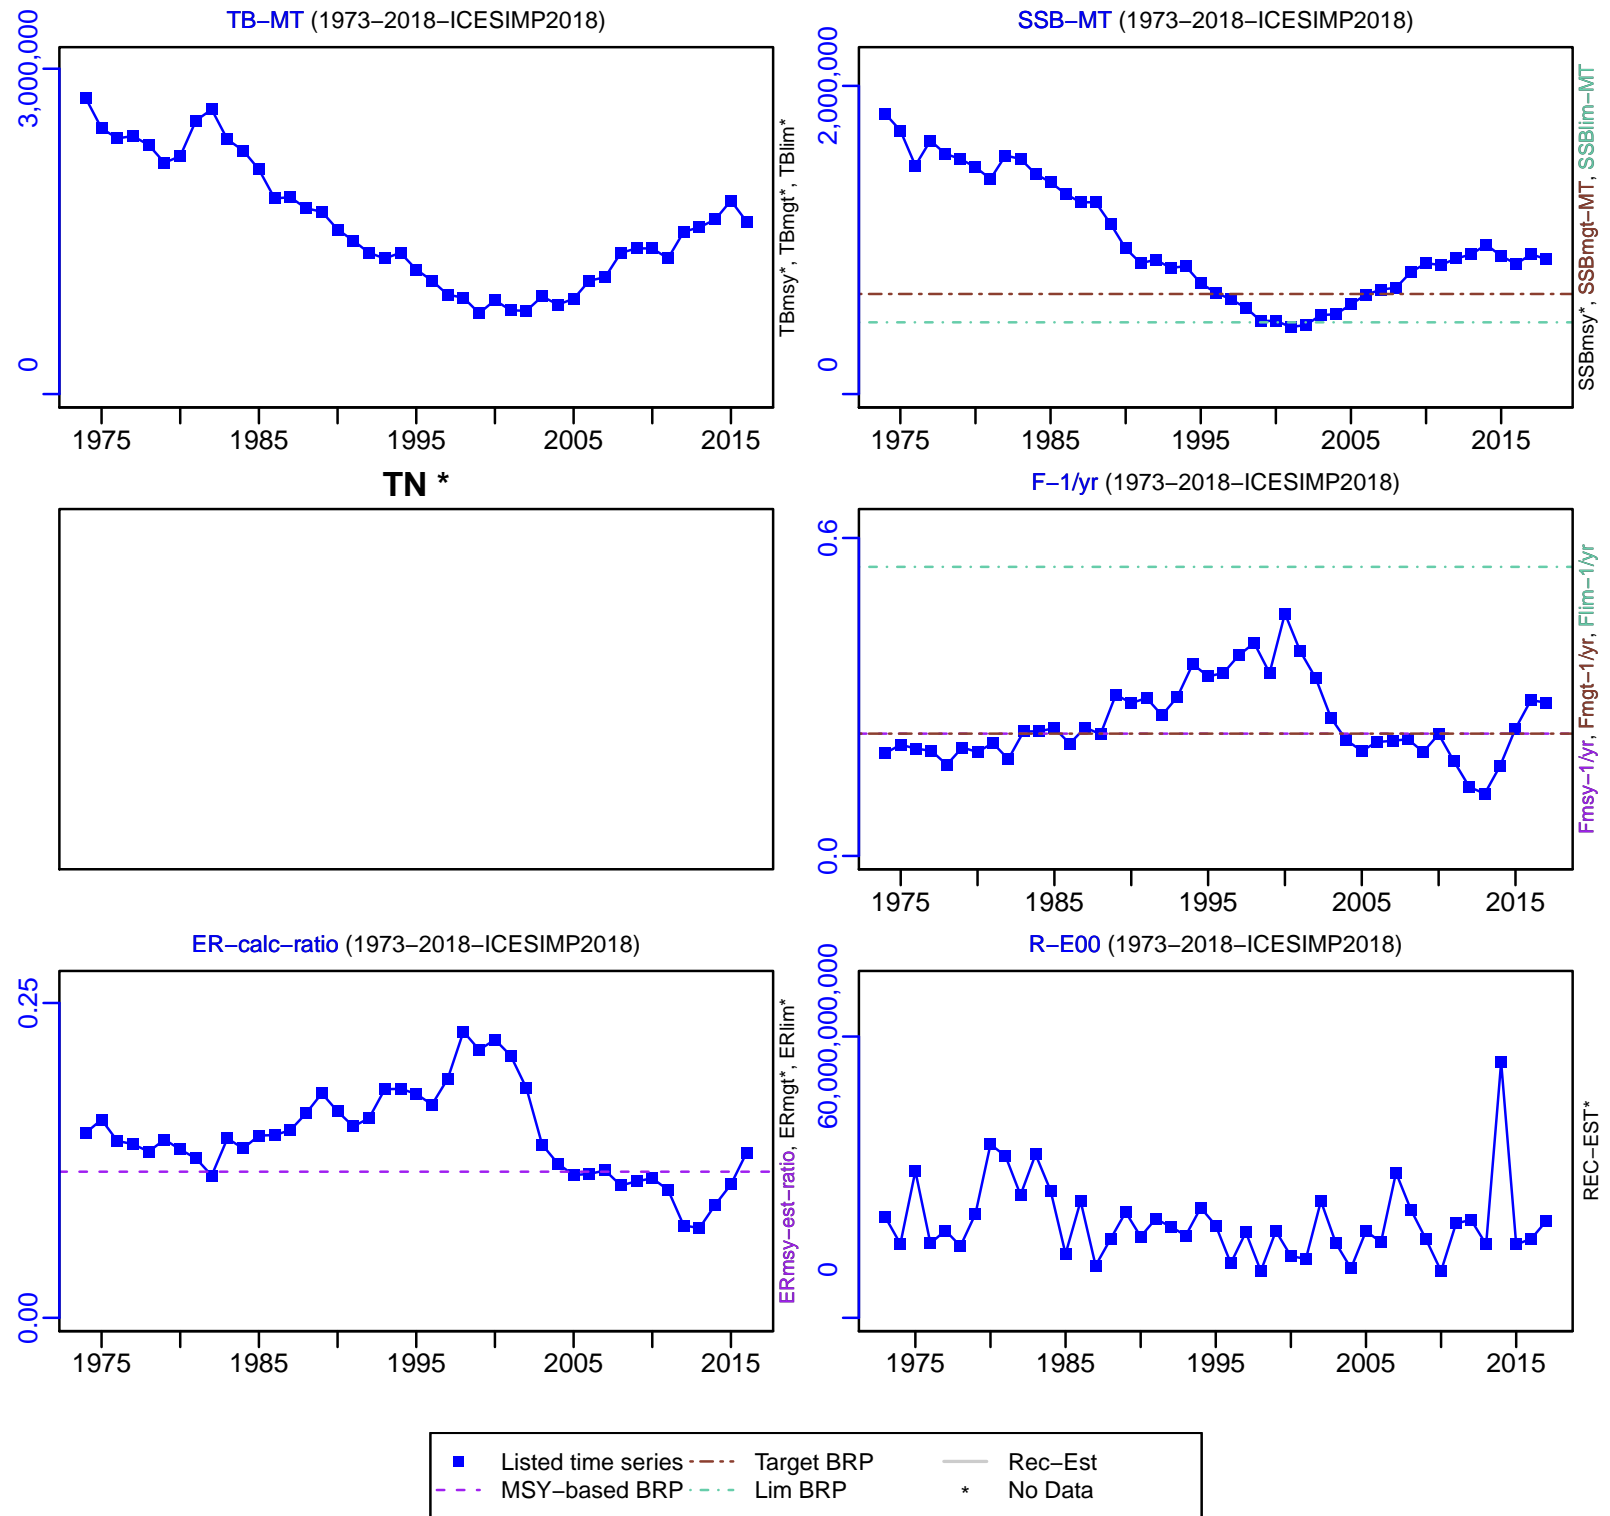 TB−MT (1973−2018−ICESIMP2018)
3,000,000
0
1975 1985 1995 2005 2015
TBmsy*, TBmgt*, TBlim*
SSB−MT (1973−2018−ICESIMP2018)
2,000,000
0
1975 1985 1995 2005 2015
SSBmsy*, SSBmgt−MT, SSBlim−MT
TN *
F−1/yr (1973−2018−ICESIMP2018)
0.6
0.0
1975 1985 1995 2005 2015
Fmsy−1/yr, Fmgt−1/yr, Flim−1/yr
ER−calc−ratio (1973−2018−ICESIMP2018)
0.25
0.00
1975 1985 1995 2005 2015
ERmsy−est−ratio, ERmgt*, ERlim*
R−E00 (1973−2018−ICESIMP2018)
60,000,000,000
0
1975 1985 1995 2005 2015
REC−EST*
Listed time series Target BRP Rec−Est
MSY−based BRP Lim BRP * No Data